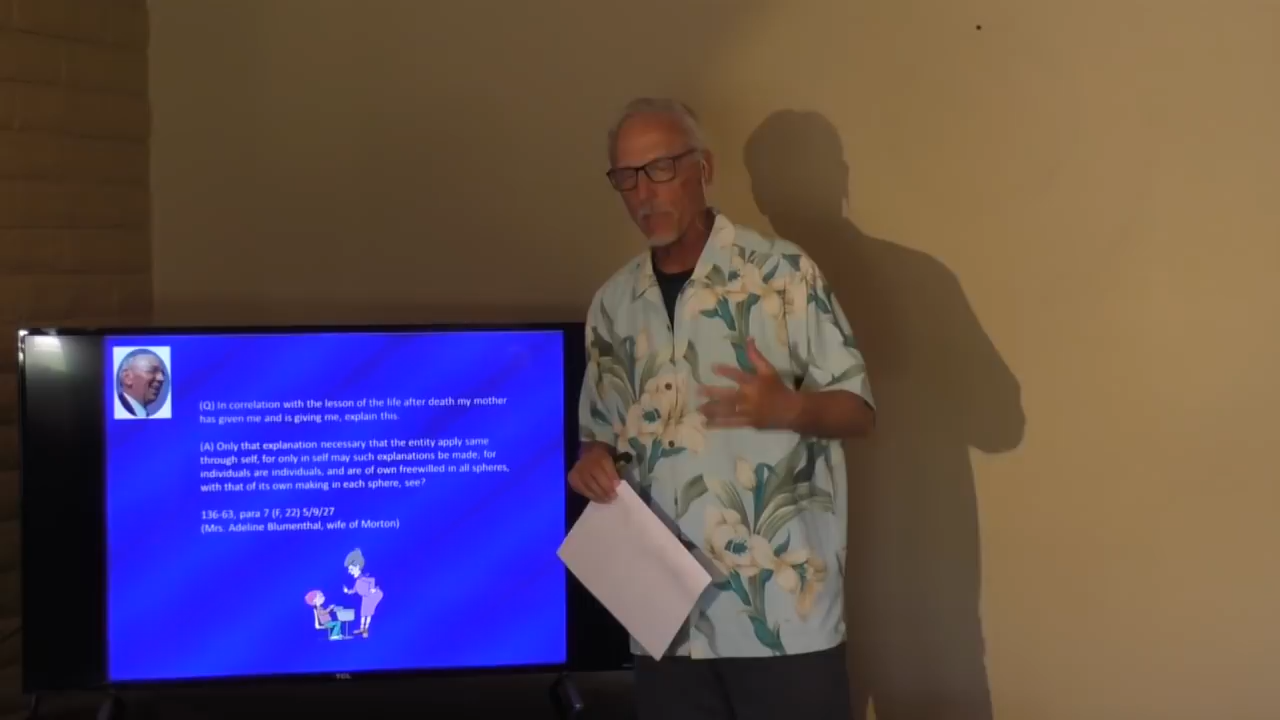 (Q) In correlation with the lesson of the life after death my mother
has given me and is giving me, explain this.
(A) Only that explanation necessary that the entity apply same
through self, for only in self may such explanations be made, for
individuals are individuals, and are of own freewilled in all spheres,
with that of its own making in each sphere, see?
136-63, para 7 (F, 22) 5/9/27
(Mrs. Adeline Blumenthal, wife of Morton)
TCL